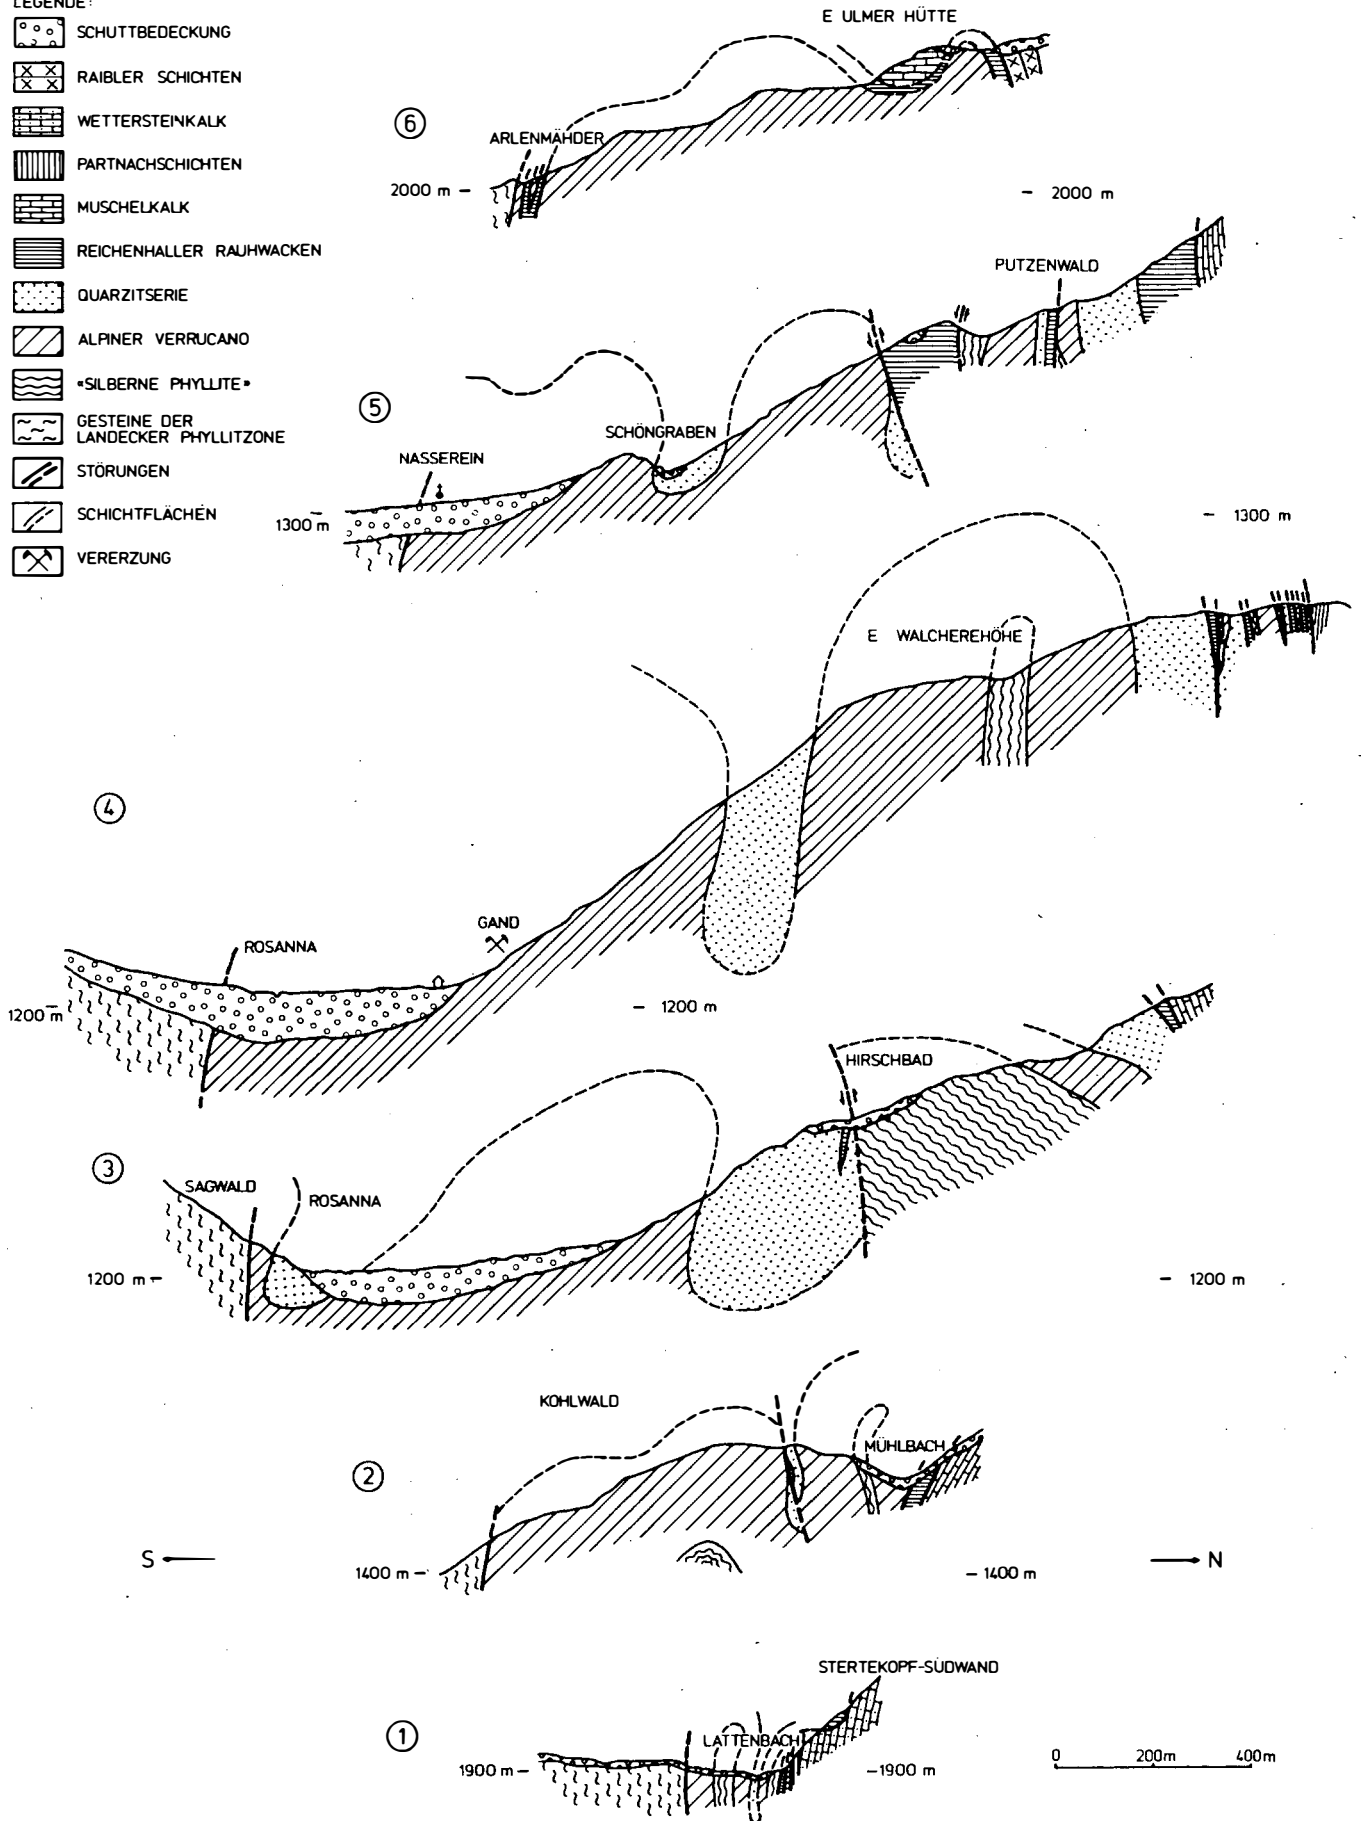 LEGENDE:
SCHUTTBEDECKUNG
RAIBLER SCHICHTEN
WETTERSTEINKALK
PARTNACHSCHICHTEN
MUSCHELKALK
REICHENHALLER RAUHWACKEN
QUARZITSERIE
ALPINER VERRUCANO
«SILBERNE PHYLLITE»
GESTEINE DER
LANDECKER PHYLLITZONE
STÖRUNGEN
SCHICHTFLÄCHEN
VERERZUNG
E ULMER HÜTTE
6
ARLENMÄHDER
2000 m
2000 m
PUTZENWALD
5
SCHÖNGRABEN
NASSEREIN
1300 m
1300 m
E WALCHEREHÖHE
4
GAND
ROSANNA
1200 m
1200 m
HIRSCHBAD
3
SAGWALD
ROSANNA
1200 m
1200 m
KOHLWALD
MÜHLBACH
2
S
N
1400 m
1400 m
STERTEKOPF-SÜDWAND
1
LATTENBACH
1900 m
1900 m
0 200m 400m